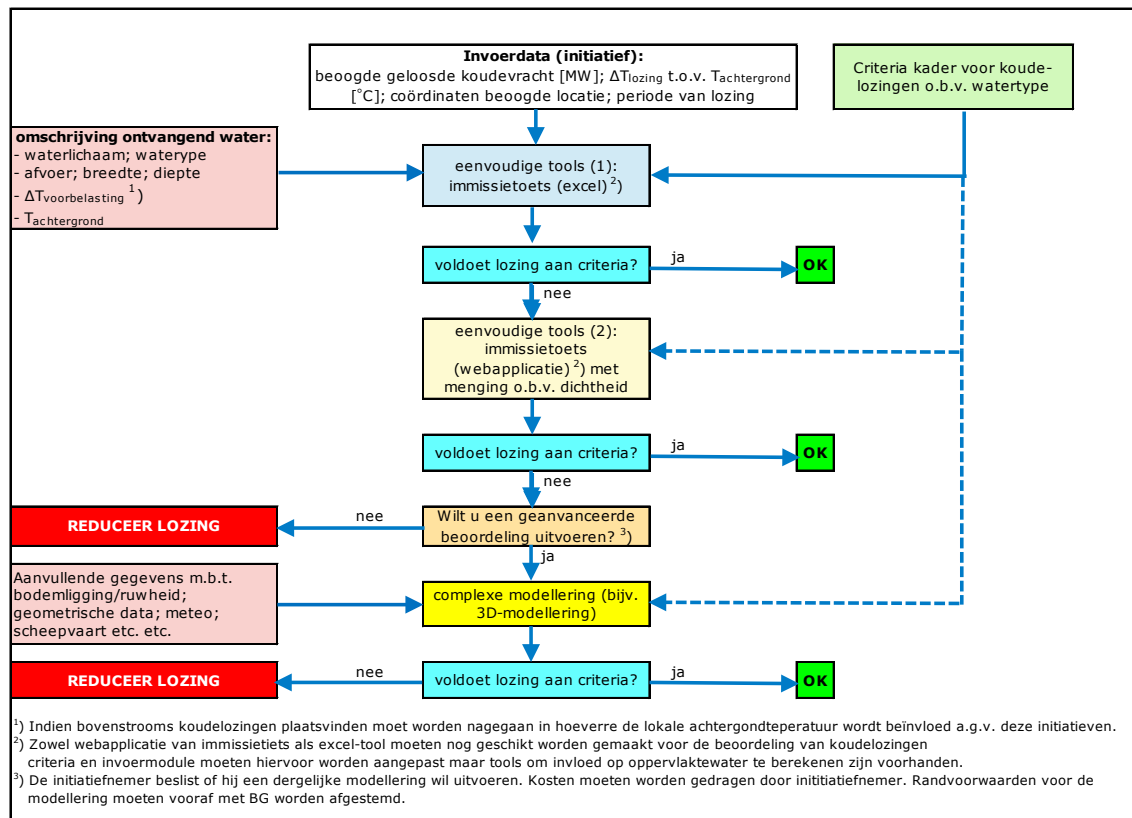 Invoerdata (initiatief):
beoogde geloosde koudevracht [MW]; ΔTlozing t.o.v. Tachtergrond
[°C]; coördinaten beoogde locatie; periode van lozing
Criteria kader voor koude-
lozingen o.b.v. watertype
omschrijving ontvangend water:
- waterlichaam; waterype
- afvoer; breedte; diepte
- ΔTvoorbelasting 1)
- Tachtergrond
eenvoudige tools (1):
immissietoets (excel) 2)
voldoet lozing aan criteria?
ja
OK
nee
eenvoudige tools (2):
immissietoets
(webapplicatie) 2) met
menging o.b.v. dichtheid
voldoet lozing aan criteria?
ja
OK
nee
REDUCEER LOZING
nee
Wilt u een geanvanceerde
beoordeling uitvoeren? 3)
ja
Aanvullende gegevens m.b.t.
bodemligging/ruwheid;
geometrische data; meteo;
scheepvaart etc. etc.
complexe modellering (bijv.
3D-modellering)
REDUCEER LOZING
nee
voldoet lozing aan criteria?
ja
OK
1) Indien bovenstrooms koudelozingen plaatsvinden moet worden nagegaan in hoeverre de lokale achtergondteperatuur wordt beïnvloed a.g.v. deze initiatieven.
2) Zowel webapplicatie van immissietiets als excel-tool moeten nog geschikt worden gemaakt voor de beoordeling van koudelozingen
criteria en invoermodule moeten hiervoor worden aangepast maar tools om invloed op oppervlaktewater te berekenen zijn voorhanden.
3) De initiatiefnemer beslist of hij een dergelijke modellering wil uitvoeren. Kosten moeten worden gedragen door inititiatiefnemer. Randvoorwaarden voor de
modellering moeten vooraf met BG worden afgestemd.